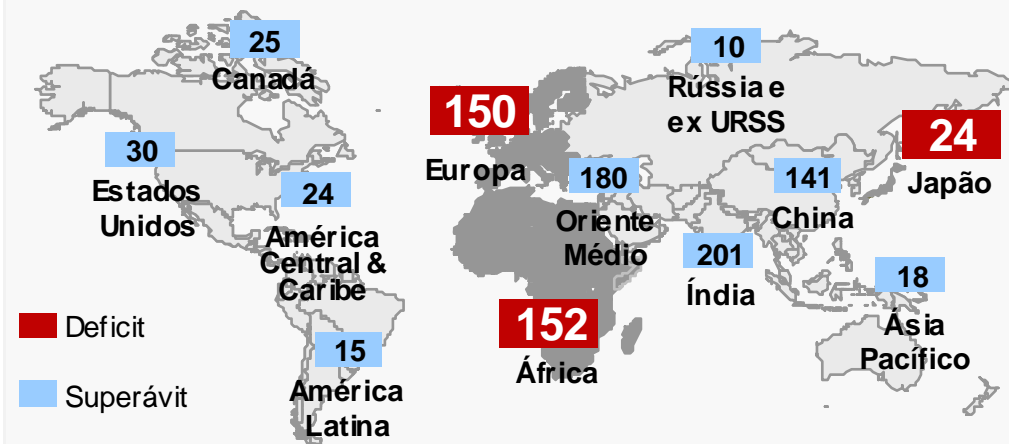 25
Canadá
30
Estados
Unidos
24
América
Central &
Caribe
15
América
Latina
150
Europa
152
África
180
Oriente
Médio
10
Rússia e
ex URSS
201
Índia
141
China
24
Japão
18
Ásia
Pacífico
Deficit
Superávit